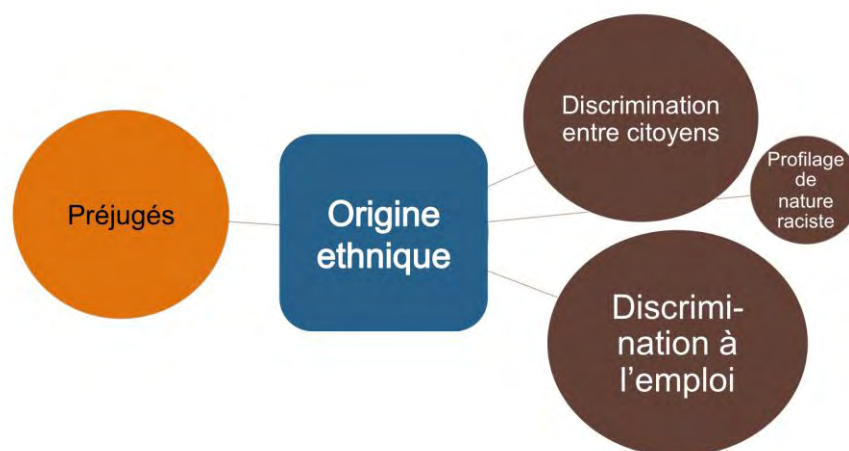 Préjugés
Origine
ethnique
Discrimination
entre citoyens
Profilage
de
nature
raciste
Discrimi-
nation à
l'emploi